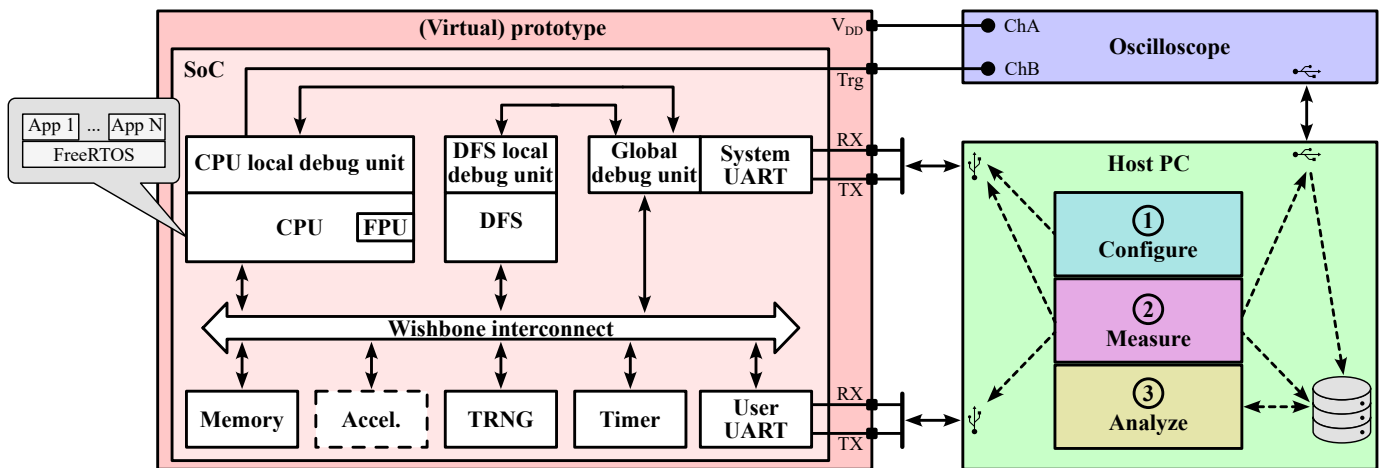 (Virtual) prototype
SoC
App 1 ... App N
FreeRTOS
CPU local debug unit
CPU
FPU
DFS local
debug unit
DFS
Global
debug unit
System
UART
Wishbone interconnect
Memory
Accel.
TRNG
Timer
User
UART
VDD
Trg
RX
TX
RX
TX
ChA
ChB
Oscilloscope
Host PC
1
Configure
2
Measure
3
Analyze